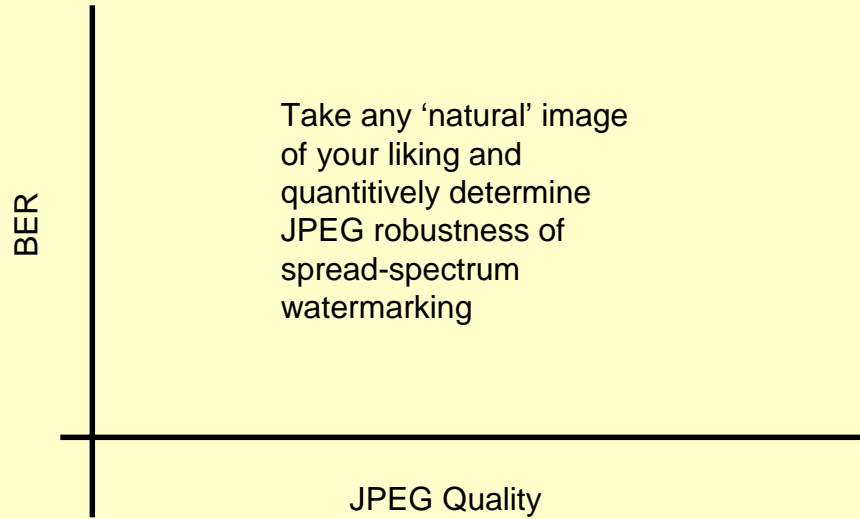 BER
Take any ‘natural’ image
of your liking and
quantitively determine
JPEG robustness of
spread-spectrum
watermarking
JPEG Quality